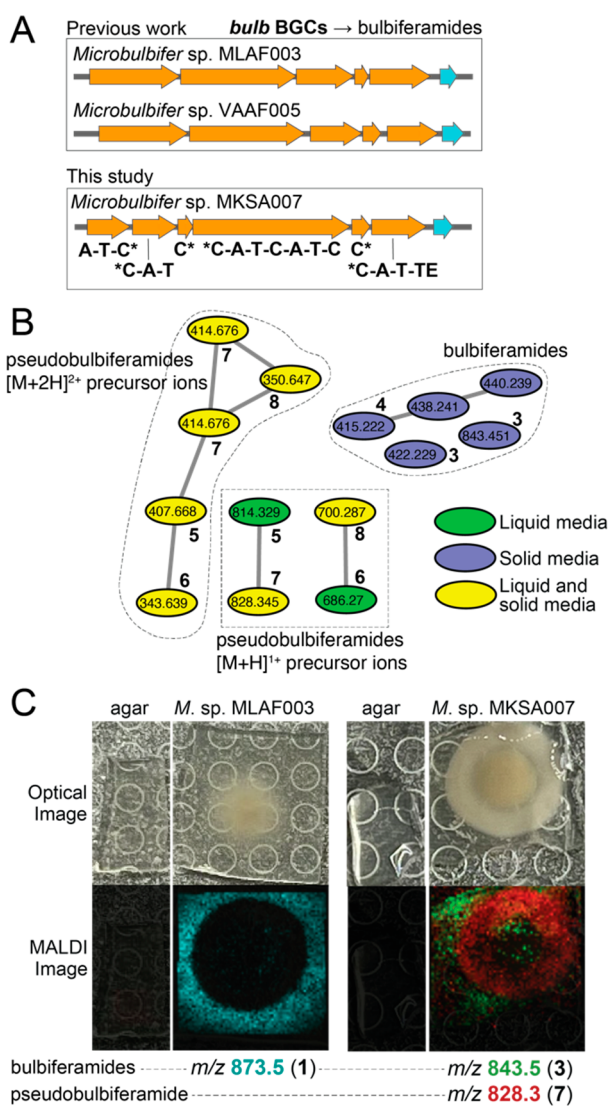 A
Previous work
bulb BGCs → bulbiferamides
Microbulbifer sp. MLAF003
Microbulbifer sp. VAAF005
This study
Microbulbifer sp. MKSA007
A-T-C* C* *C-A-T-C-A-T-C C*
*C-A-T *C-A-T-TE
B
pseudobulbiferamides
[M+2H]²⁺ precursor ions
414.676
7
350.647
8
414.676
7
407.668
5
6
343.639
bulbiferamides
440.239
4
438.241
415.222
3
843.451
422.229
3
814.329
5
700.287
8
7
828.345
6
686.27
pseudobulbiferamides
[M+H]¹⁺ precursor ions
Liquid media
Solid media
Liquid and
solid media
C
agar M. sp. MLAF003 agar M. sp. MKSA007
Optical
Image
MALDI
Image
bulbiferamides m/z 873.5 (1) m/z 843.5 (3)
pseudobulbiferamide m/z 828.3 (7)